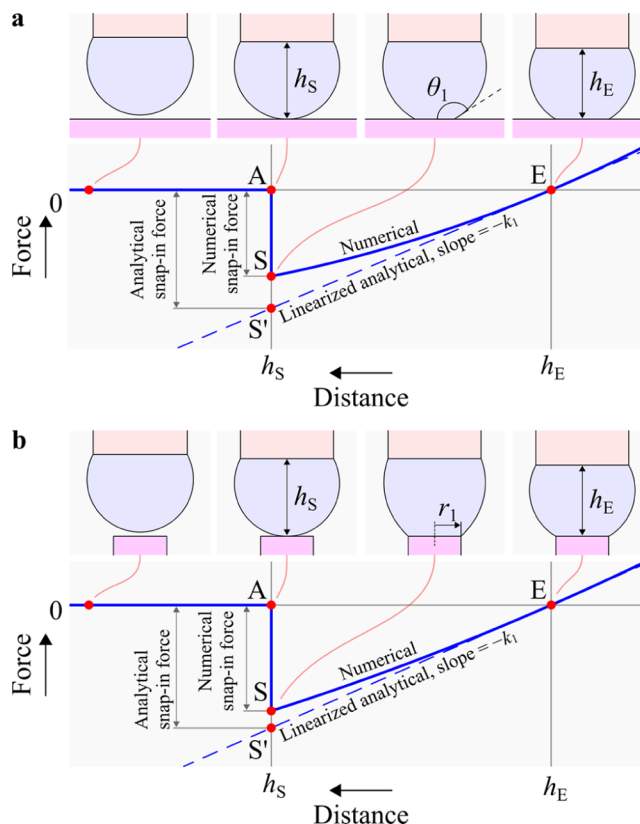 a
h_S
θ_1
h_E
0
A
E
Force
Analytical
snap-in force
Numerical
snap-in force
S
Numerical
S'
Linearized analytical, slope = −k_1
h_S
h_E
Distance
b
h_S
r_1
h_E
0
A
E
Force
Analytical
snap-in force
Numerical
snap-in force
S
Numerical
S'
Linearized analytical, slope = −k_1
h_S
h_E
Distance